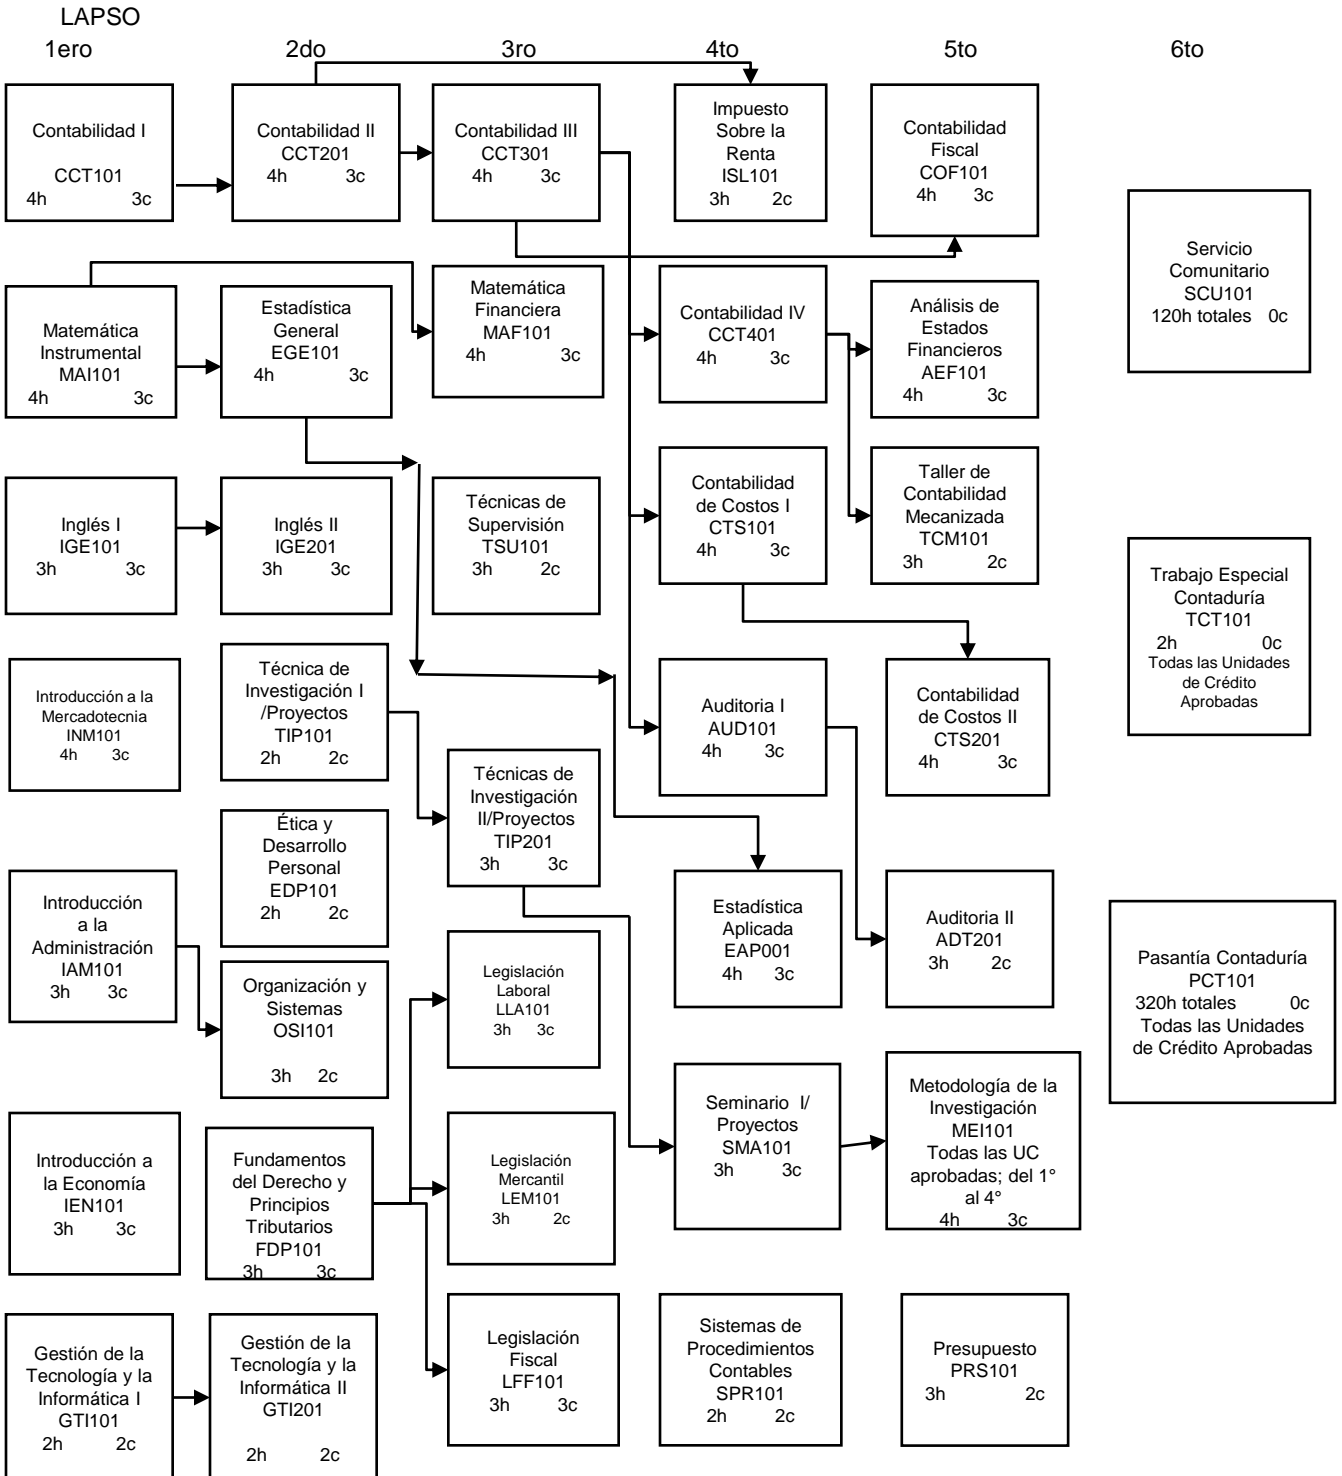 LAPSO
1ero 2do 3ro 4to 5to 6to
Contabilidad I
CCT101
4h 3c
Contabilidad II
CCT201
4h 3c
Contabilidad III
CCT301
4h 3c
Impuesto
Sobre la
Renta
ISL101
3h 2c
Contabilidad
Fiscal
COF101
4h 3c
Servicio
Comunitario
SCU101
120h totales 0c
Matemática
Instrumental
MAI101
4h 3c
Estadística
General
EGE101
4h 3c
Matemática
Financiera
MAF101
4h 3c
Contabilidad IV
CCT401
4h 3c
Análisis de
Estados
Financieros
AEF101
4h 3c
Inglés I
IGE101
3h 3c
Inglés II
IGE201
3h 3c
Técnicas de
Supervisión
TSU101
3h 2c
Contabilidad
de Costos I
CTS101
4h 3c
Taller de
Contabilidad
Mecanizada
TCM101
3h 2c
Trabajo Especial
Contaduría
TCT101
2h 0c
Todas las Unidades
de Crédito
Aprobadas
Introducción a la
Mercadotecnia
INM101
4h 3c
Técnica de
Investigación I
/Proyectos
TIP101
2h 2c
Técnicas de
Investigación
II/Proyectos
TIP201
3h 3c
Auditoria I
AUD101
4h 3c
Contabilidad
de Costos II
CTS201
4h 3c
Ética y
Desarrollo
Personal
EDP101
2h 2c
Introducción
a la
Administración
IAM101
3h 3c
Organización y
Sistemas
OSI101
3h 2c
Legislación
Laboral
LLA101
3h 3c
Estadística
Aplicada
EAP001
4h 3c
Auditoria II
ADT201
3h 2c
Pasantía Contaduría
PCT101
320h totales 0c
Todas las Unidades
de Crédito Aprobadas
Introducción a
la Economía
IEN101
3h 3c
Fundamentos
del Derecho y
Principios
Tributarios
FDP101
3h 3c
Legislación
Mercantil
LEM101
3h 2c
Seminario I/
Proyectos
SMA101
3h 3c
Metodología de la
Investigación
MEI101
Todas las UC
aprobadas; del 1°
al 4°
4h 3c
Gestión de la
Tecnología y la
Informática I
GTI101
2h 2c
Gestión de la
Tecnología y la
Informática II
GTI201
2h 2c
Legislación
Fiscal
LFF101
3h 3c
Sistemas de
Procedimientos
Contables
SPR101
2h 2c
Presupuesto
PRS101
3h 2c